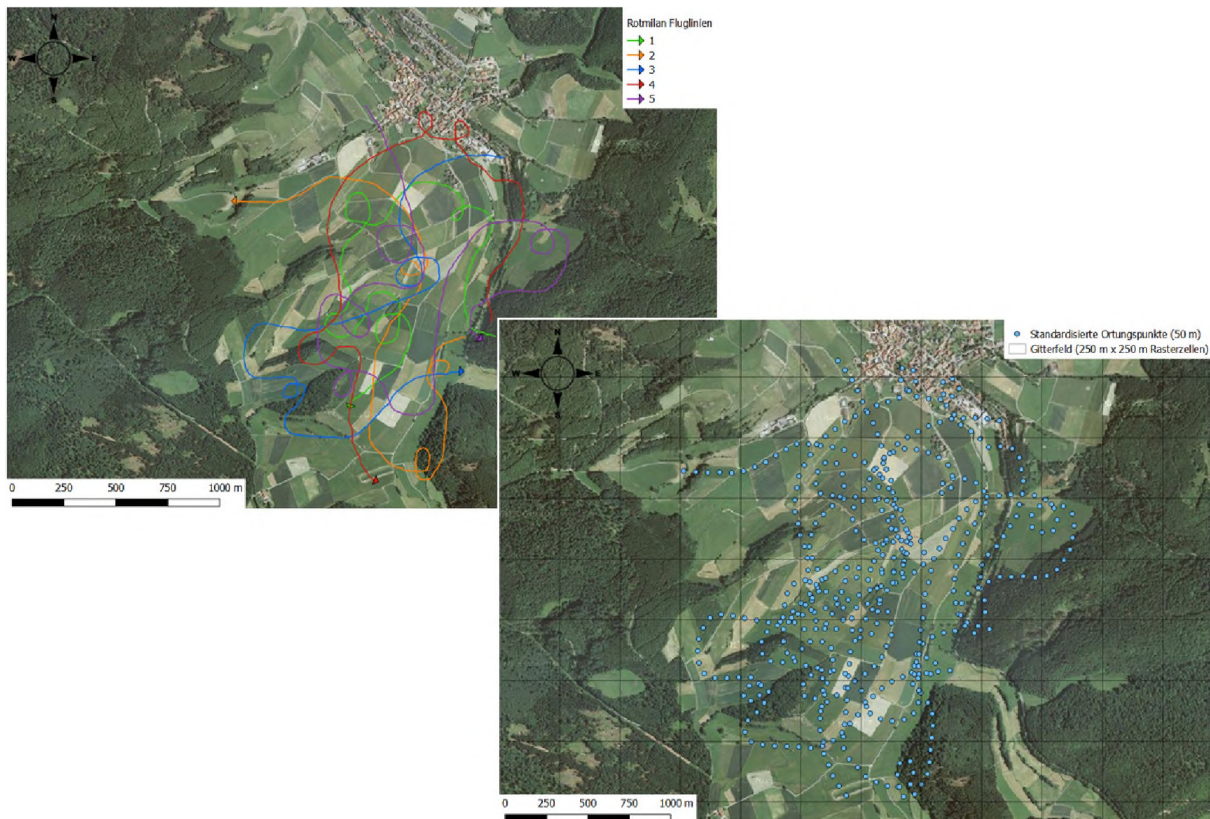 Rotmilan Fluglinien
1
2
3
4
5
N
W E
S
0 250 500 750 1000 m
Standardisierte Ortungspunkte (50 m)
Gitterfeld (250 m x 250 m Rasterzellen)
N
W E
S
0 250 500 750 1000 m